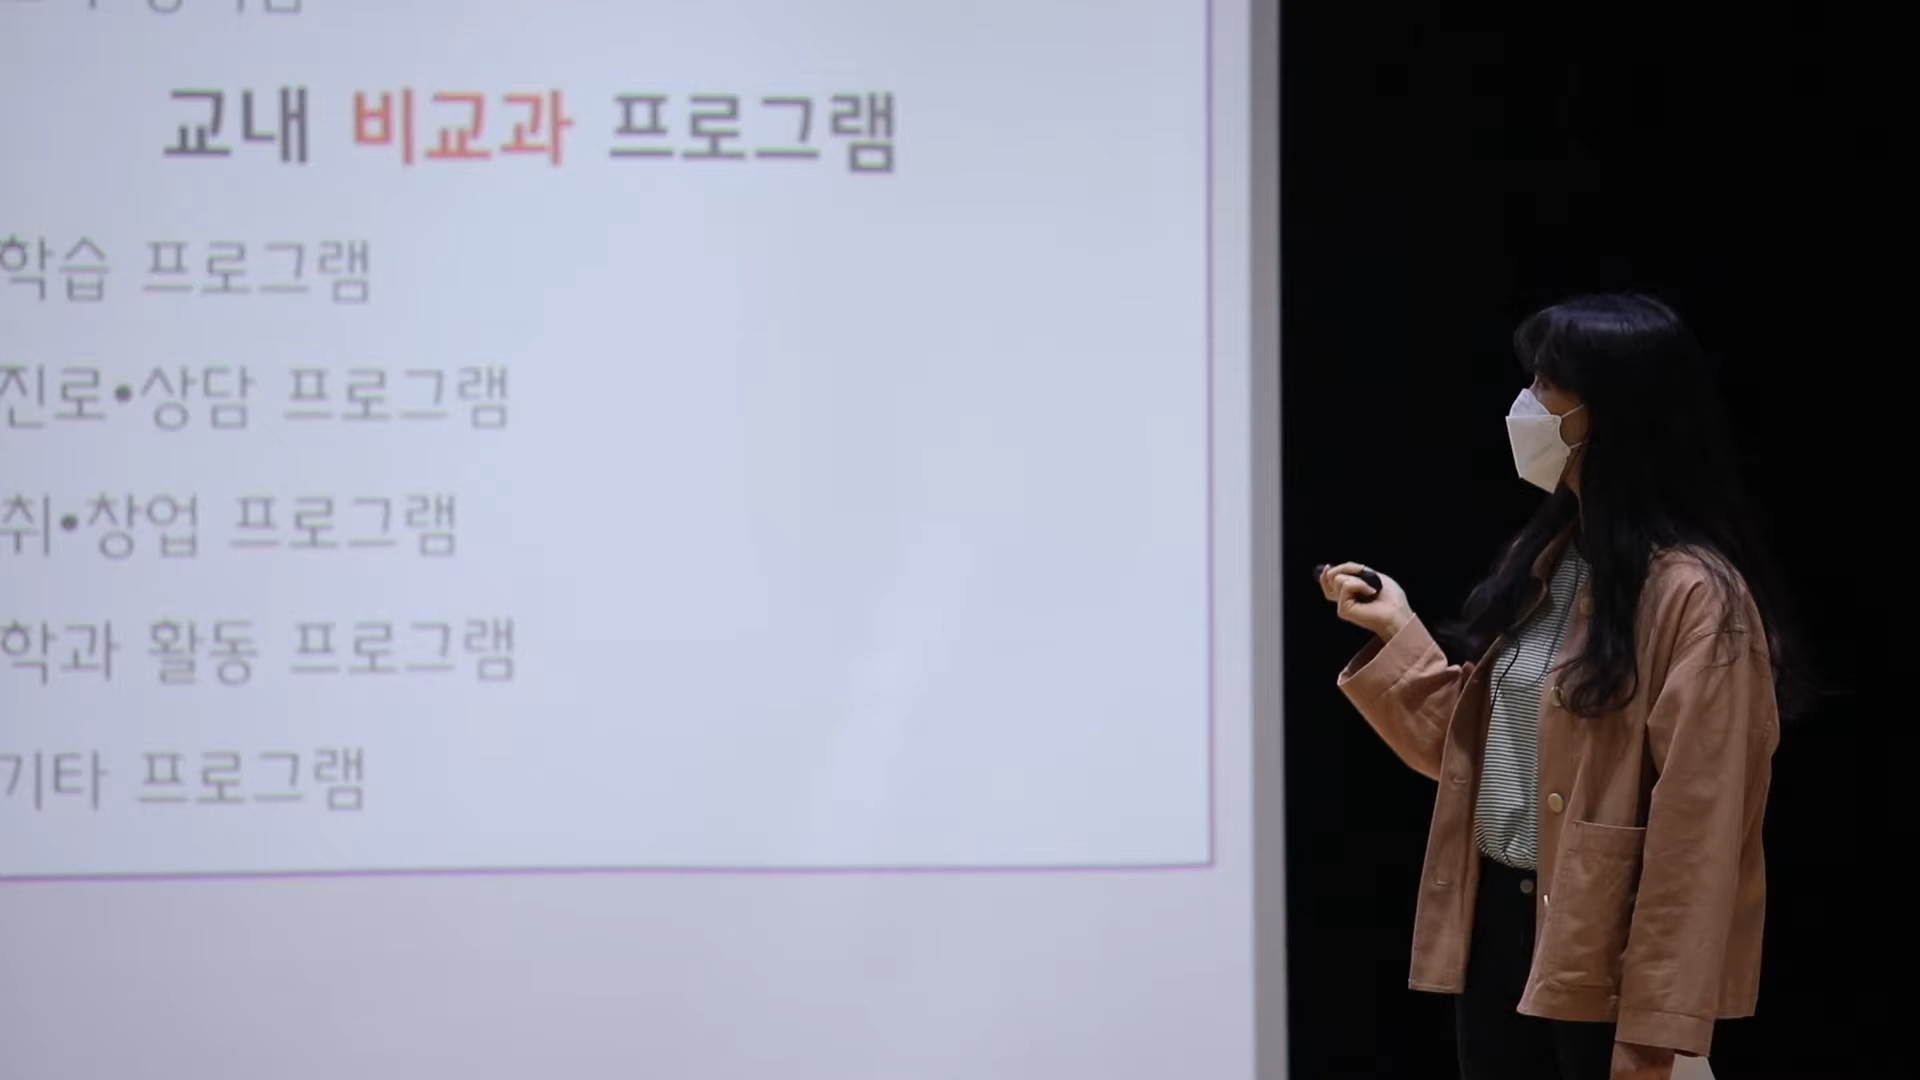 교내 비교과 프로그램
학습 프로그램
진로•상담 프로그램
취•창업 프로그램
학과 활동 프로그램
기타 프로그램